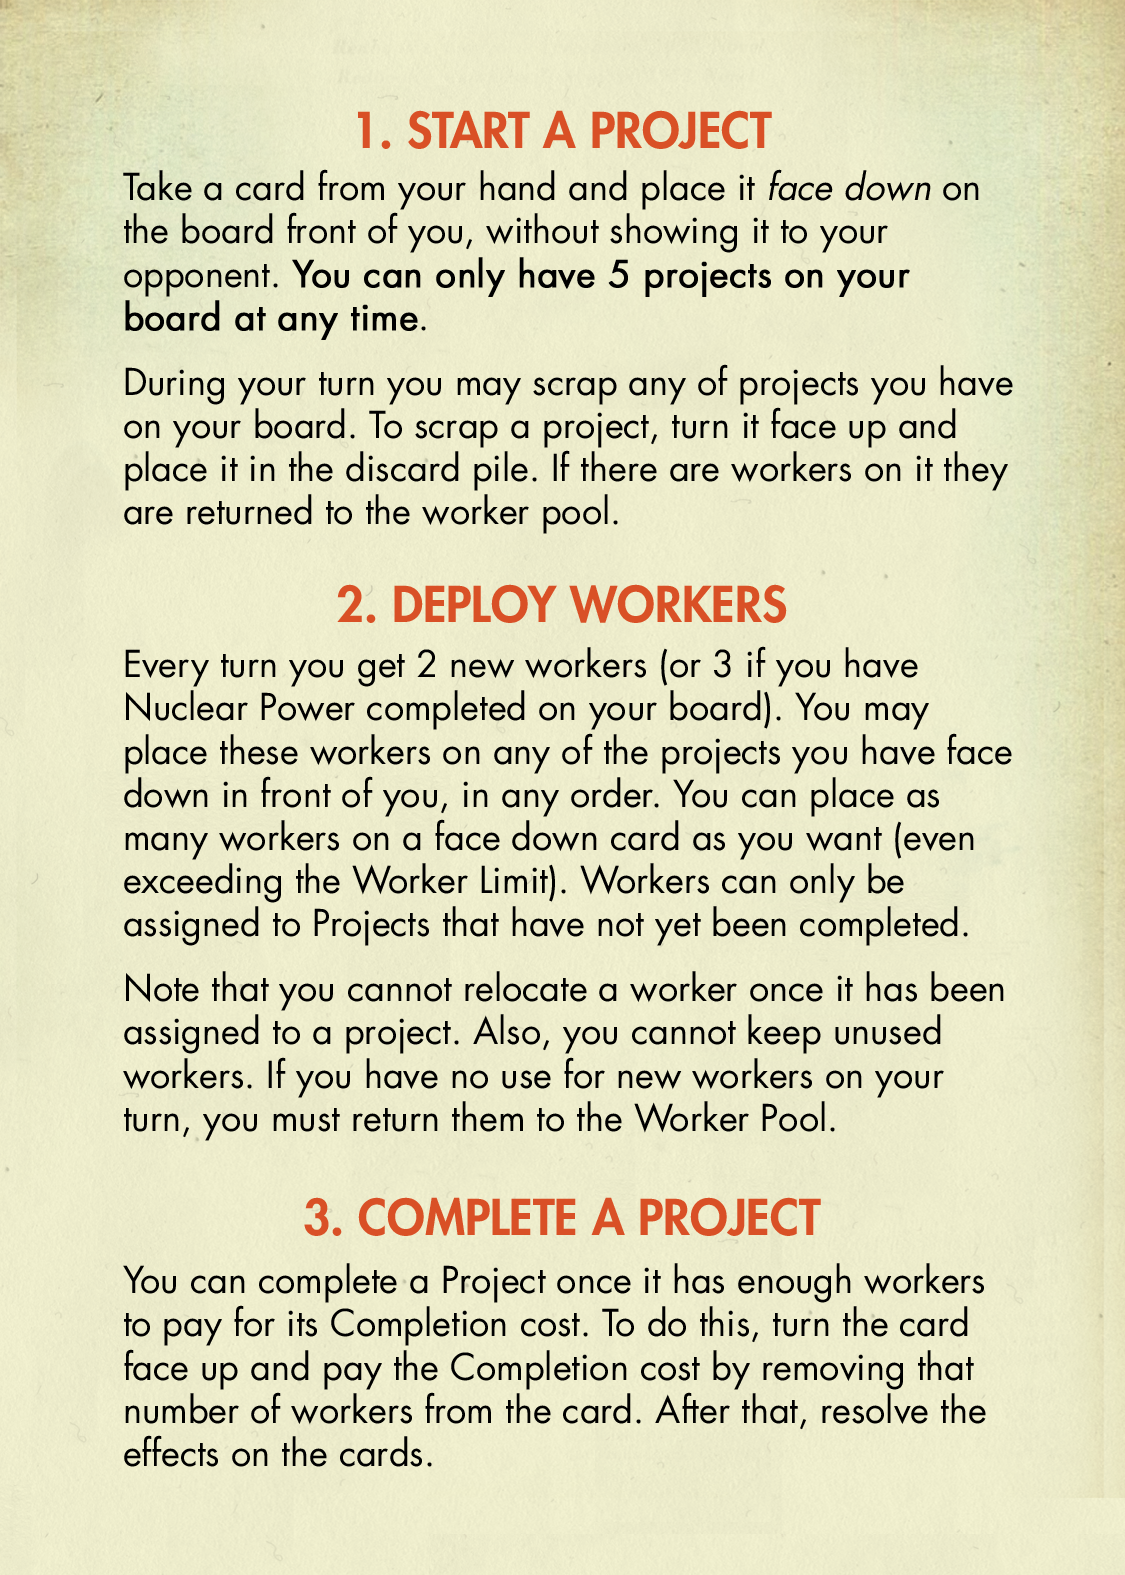 1. START A PROJECT
Take a card from your hand and place it face down on
the board front of you, without showing it to your
opponent. You can only have 5 projects on your
board at any time.
During your turn you may scrap any of projects you have
on your board. To scrap a project, turn it face up and
place it in the discard pile. If there are workers on it they
are returned to the worker pool.
2. DEPLOY WORKERS
Every turn you get 2 new workers (or 3 if you have
Nuclear Power completed on your board). You may
place these workers on any of the projects you have face
down in front of you, in any order. You can place as
many workers on a face down card as you want (even
exceeding the Worker Limit). Workers can only be
assigned to Projects that have not yet been completed.
Note that you cannot relocate a worker once it has been
assigned to a project. Also, you cannot keep unused
workers. If you have no use for new workers on your
turn, you must return them to the Worker Pool.
3. COMPLETE A PROJECT
You can complete a Project once it has enough workers
to pay for its Completion cost. To do this, turn the card
face up and pay the Completion cost by removing that
number of workers from the card. After that, resolve the
effects on the cards.